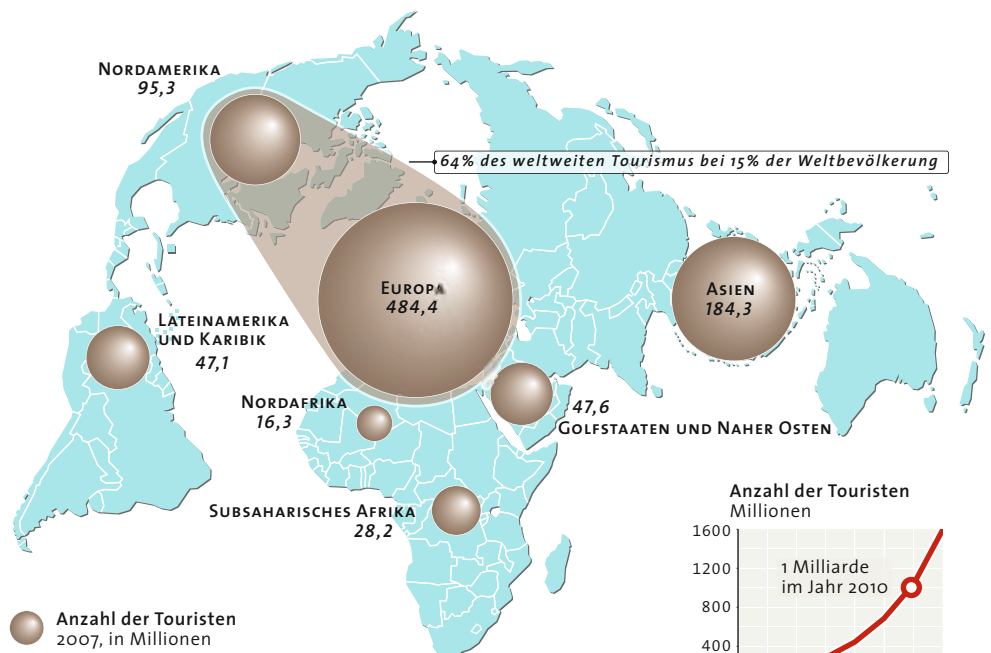 NORDAMERIKA
95,3
64% des weltweiten Tourismus bei 15% der Weltbevölkerung
EUROPA
484,4
ASIEN
184,3
LATEINAMERIKA
UND KARIBIK
47,1
NORDAFRIKA
16,3
47,6
GOLFSTAATEN UND NAHER OSTEN
SUBSAHARISCHES AFRIKA
28,2
Anzahl der Touristen
2007, in Millionen
Anzahl der Touristen
Millionen
1600
1200
800
400
1 Milliarde
im Jahr 2010